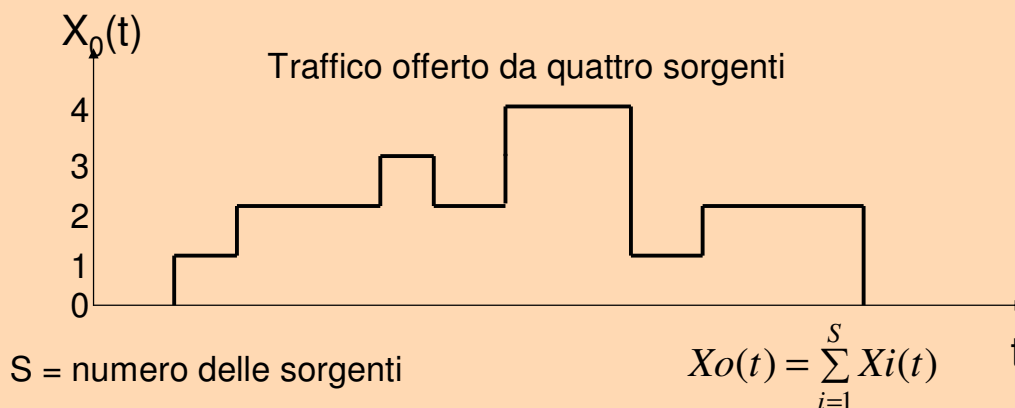 X₀(t)
Traffico offerto da quattro sorgenti
4
3
2
1
0
t
S = numero delle sorgenti
Xo(t) = ∑_{i=1}^{S} Xi(t)